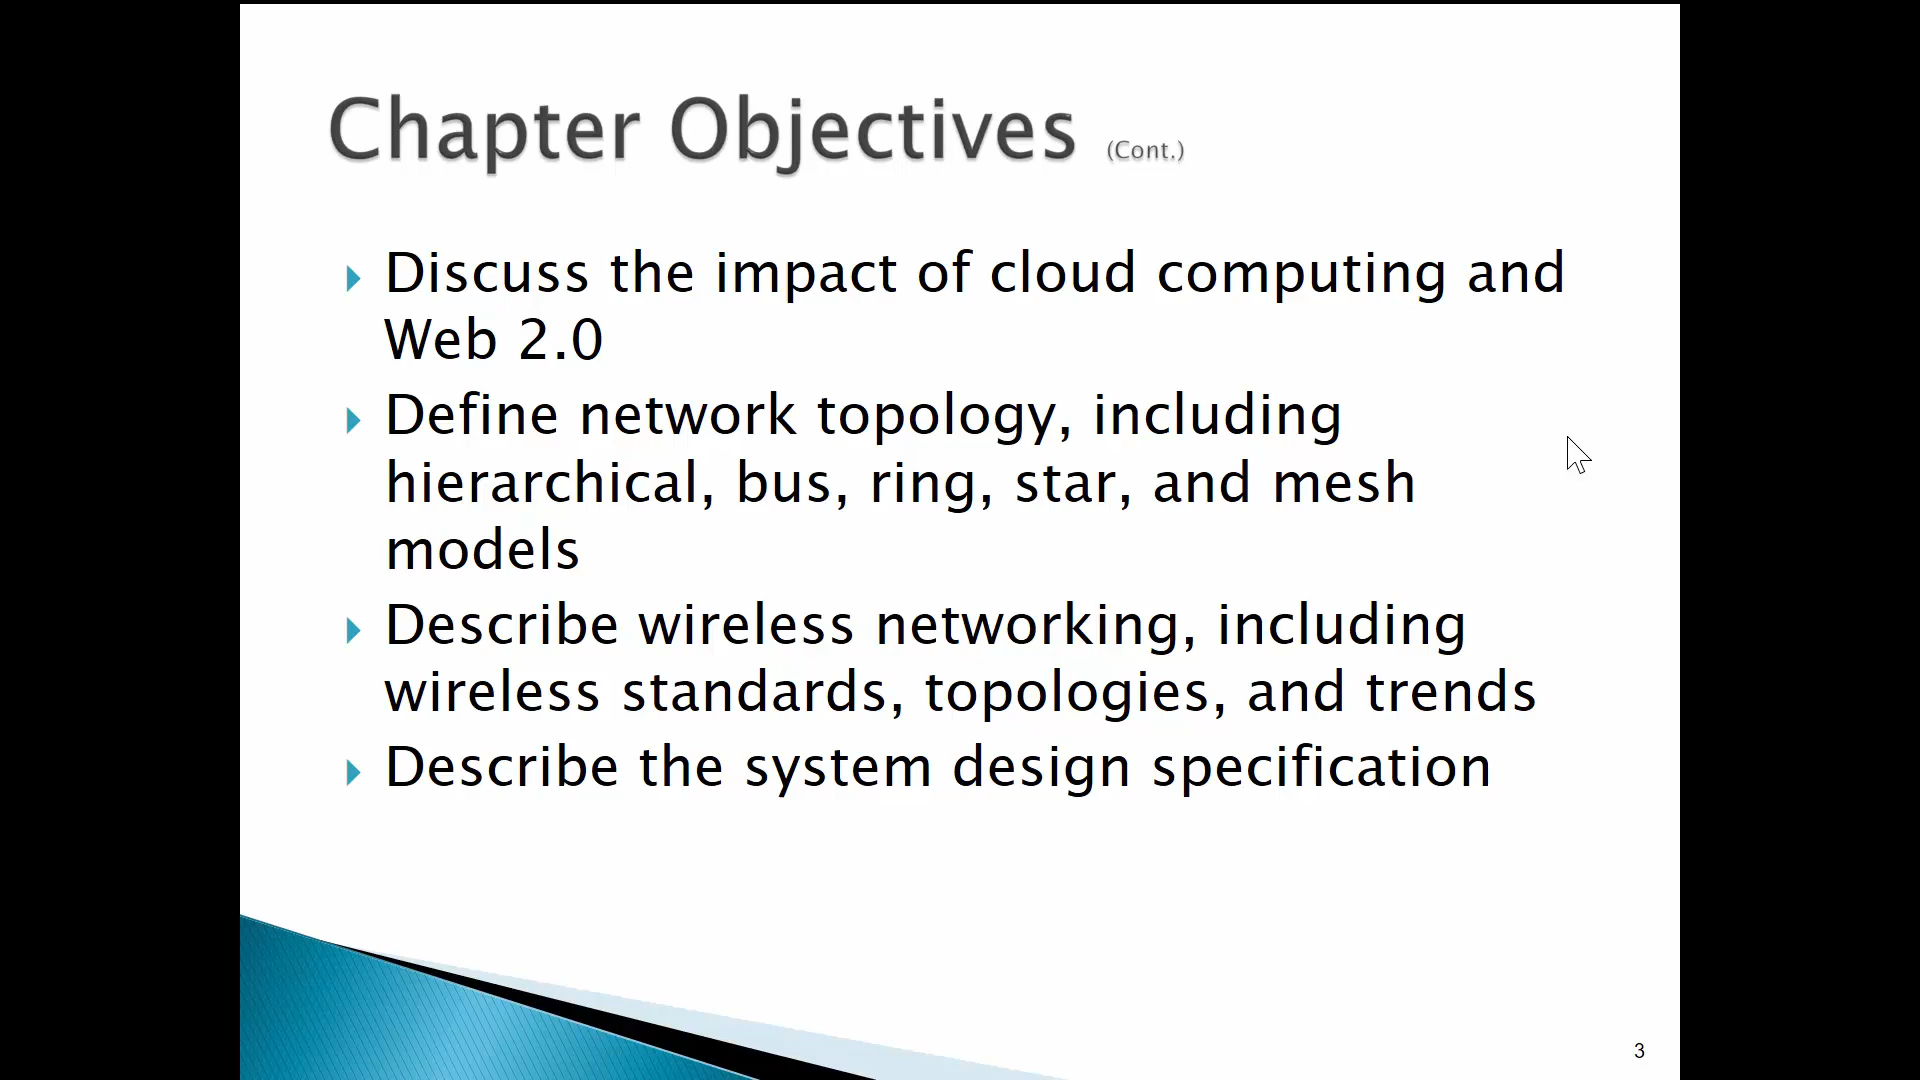 Chapter Objectives (Cont.)
Discuss the impact of cloud computing and
Web 2.0
Define network topology, including
hierarchical, bus, ring, star, and mesh
models
Describe wireless networking, including
wireless standards, topologies, and trends
Describe the system design specification
3